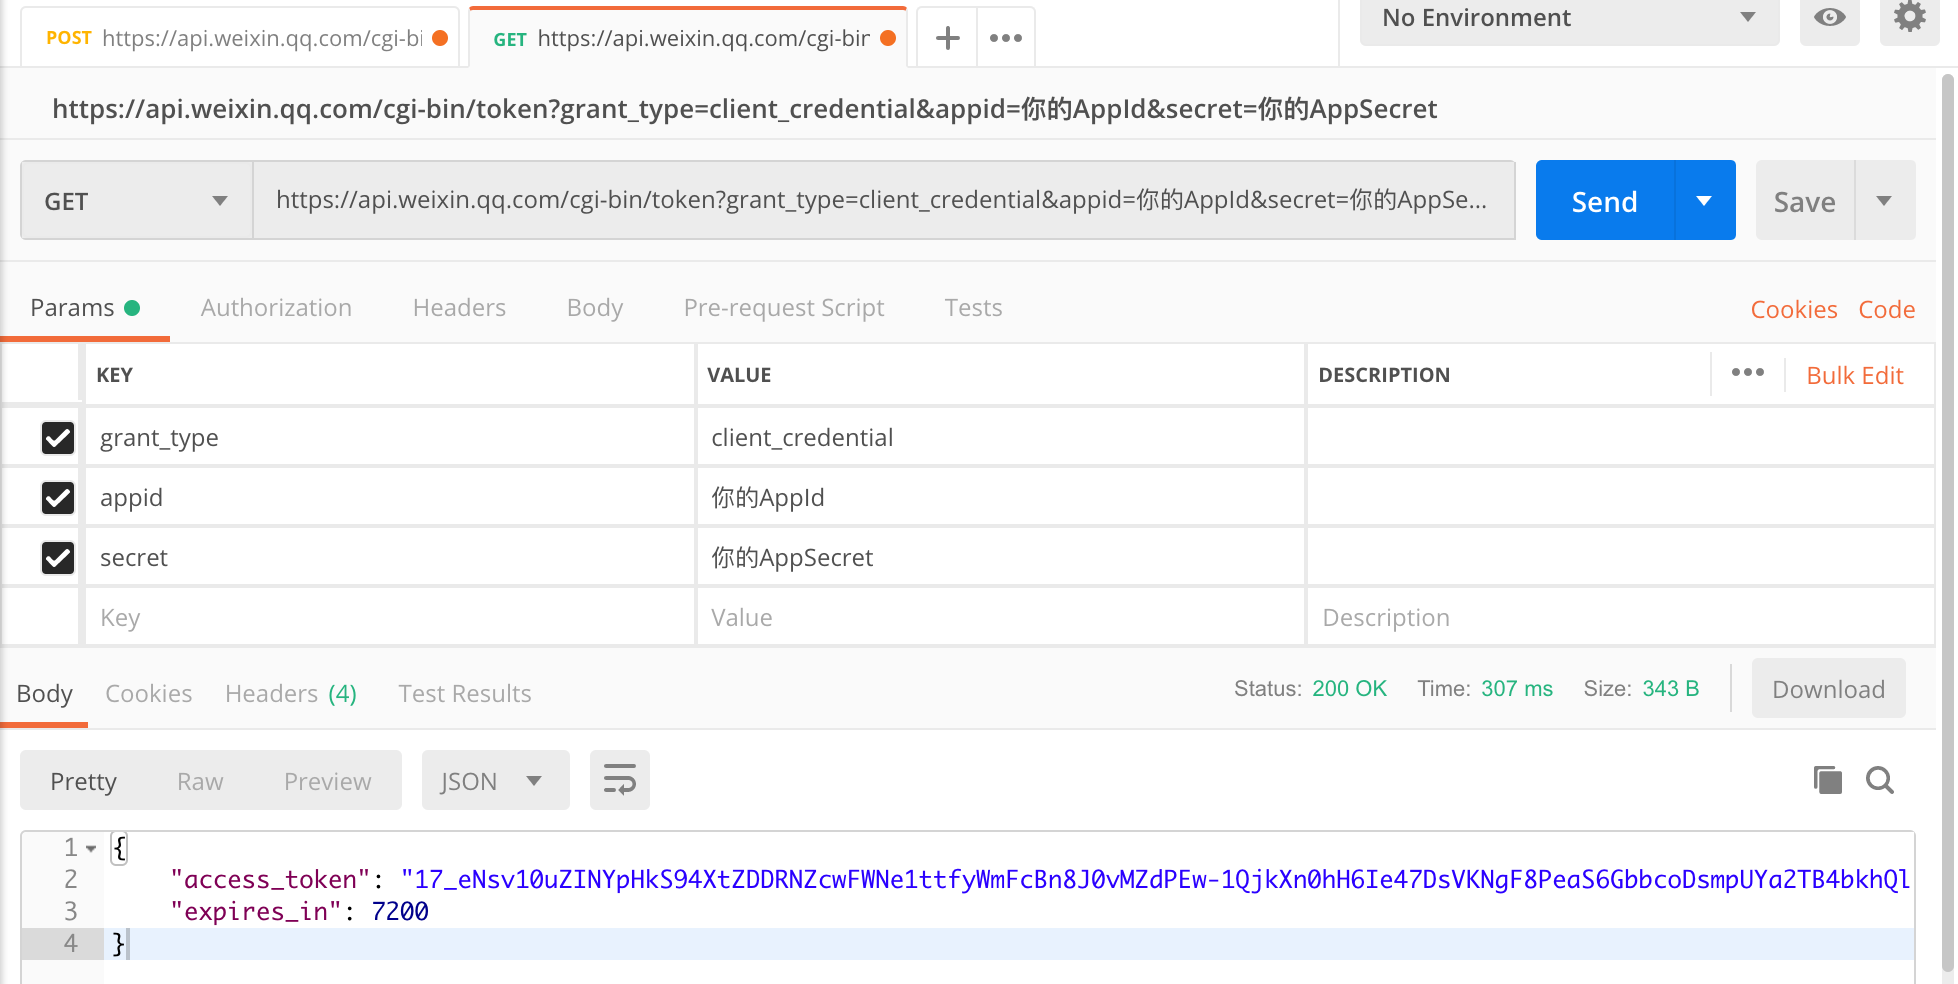 POST https://api.weixin.qq.com/cgi-bi GET https://api.weixin.qq.com/cgi-bin No Environment
https://api.weixin.qq.com/cgi-bin/token?grant_type=client_credential&appid=你的AppId&secret=你的AppSecret
GET https://api.weixin.qq.com/cgi-bin/token?grant_type=client_credential&appid=你的AppId&secret=你的AppSe... Send Save
Params Authorization Headers Body Pre-request Script Tests Cookies Code
KEY VALUE DESCRIPTION Bulk Edit
grant_type client_credential
appid 你的AppId
secret 你的AppSecret
Key Value Description
Body Cookies Headers (4) Test Results Status: 200 OK Time: 307 ms Size: 343 B Download
Pretty Raw Preview JSON
1 {
2 "access_token": "17_eNsv10uZINYpHkS94XtZDDRNZcwFWNe1ttfyWmFcBn8J0vMZdPEw-1QjkXn0hH6Ie47DsVKNgF8PeaS6GbbcoDsmpUYa2TB4bkhQl
3 "expires_in": 7200
4 }